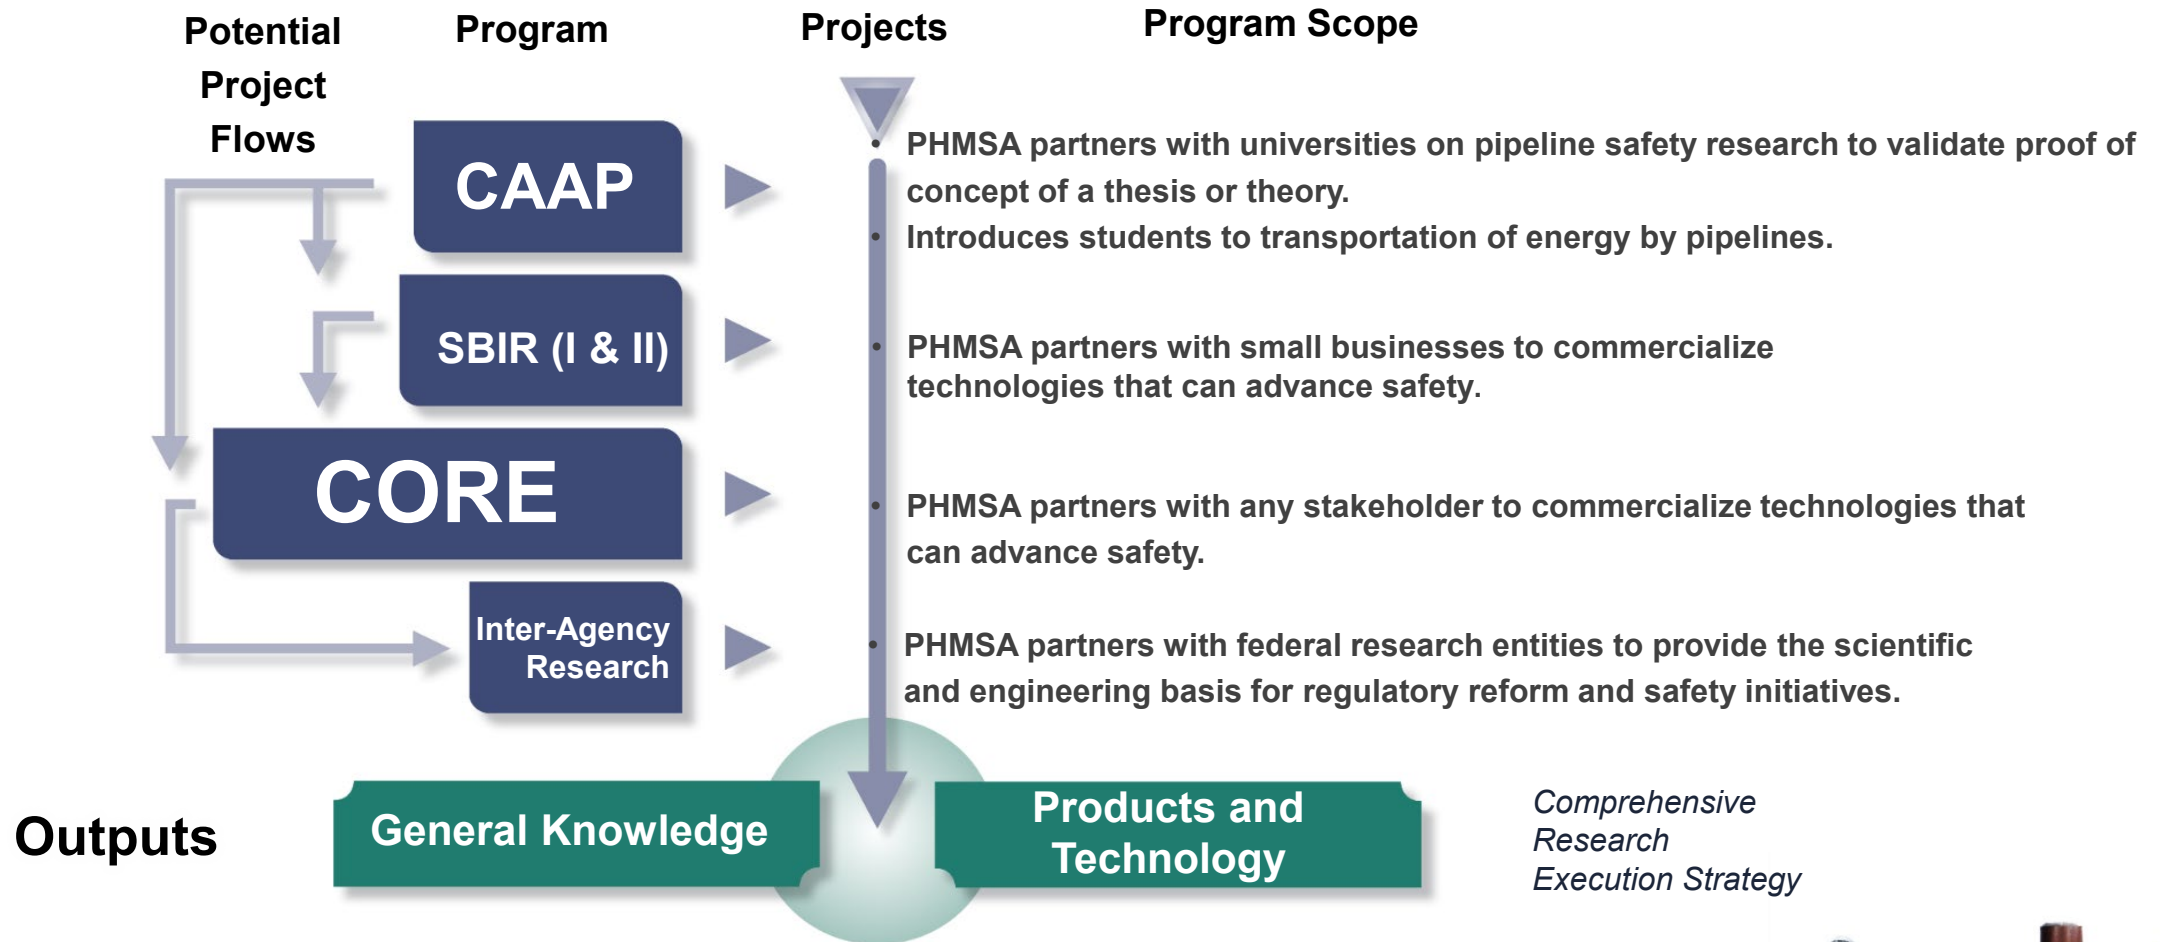 Potential
Project
Flows
Program
Projects
Program Scope
CAAP
• PHMSA partners with universities on pipeline safety research to validate proof of
concept of a thesis or theory.
• Introduces students to transportation of energy by pipelines.
SBIR (I & II)
• PHMSA partners with small businesses to commercialize
technologies that can advance safety.
CORE
• PHMSA partners with any stakeholder to commercialize technologies that
can advance safety.
Inter-Agency
Research
• PHMSA partners with federal research entities to provide the scientific
and engineering basis for regulatory reform and safety initiatives.
Outputs
General Knowledge
Products and
Technology
Comprehensive
Research
Execution Strategy